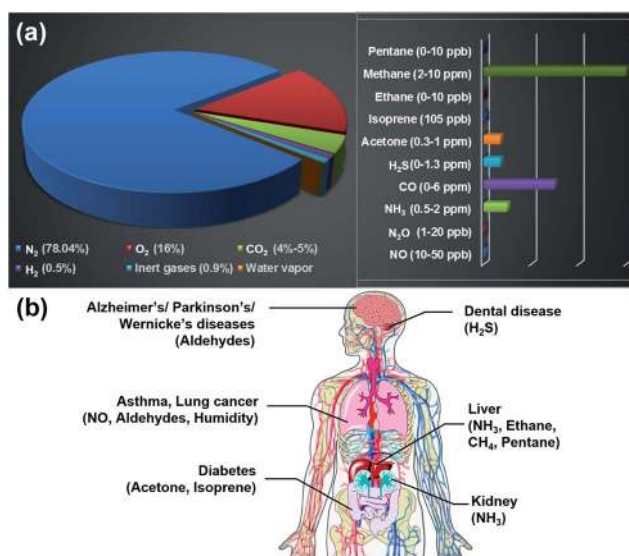 (a)
N₂ (78.04%)
O₂ (16%)
CO₂ (4%-5%)
H₂ (0.5%)
Inert gases (0.9%)
Water vapor
Pentane (0-10 ppb)
Methane (2-10 ppm)
Ethane (0-10 ppb)
Isoprene (105 ppb)
Acetone (0.3-1 ppm)
H₂S (0-1.3 ppm)
CO (0-6 ppm)
NH₃ (0.5-2 ppm)
N₂O (1-20 ppb)
NO (10-50 ppb)
(b)
Alzheimer's/ Parkinson's/
Wernicke's diseases
(Aldehydes)
Dental disease
(H₂S)
Asthma, Lung cancer
(NO, Aldehydes, Humidity)
Liver
(NH₃, Ethane,
CH₄, Pentane)
Diabetes
(Acetone, Isoprene)
Kidney
(NH₃)